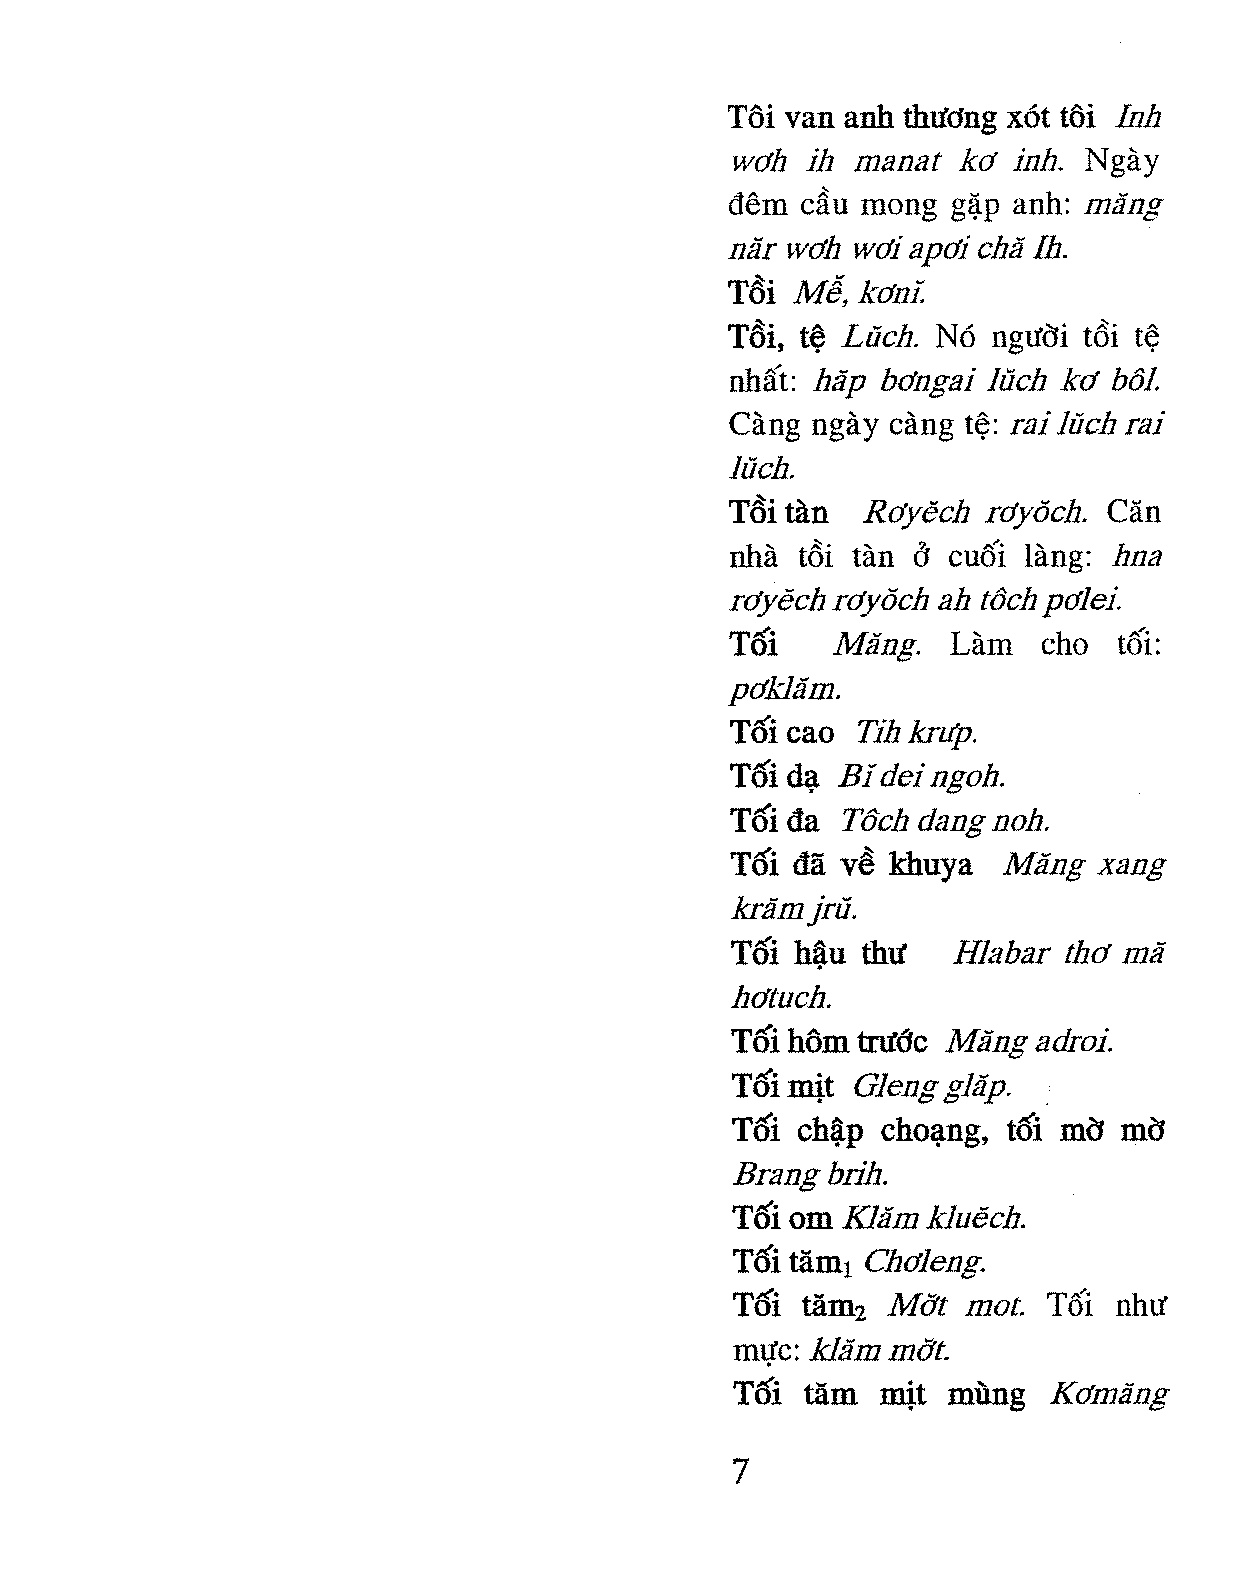 Tôi van anh thương xót tôi Inh
wơh ih manat kơ inh. Ngày
đêm cầu mong gặp anh: măng
năr wơh wơi apơi chă Ih.
Tồi Mê̆, kơnĭ.
Tồi, tệ Lŭch. Nó người tồi tệ
nhất: hăp bơngai lŭch kơ bôl.
Càng ngày càng tệ: rai lŭch rai
lŭch.
Tồi tàn Rơyĕch rơyŏch. Căn
nhà tồi tàn ở cuối làng: hna
rơyĕch rơyŏch ah tôch pơlei.
Tối Măng. Làm cho tối:
pơklăm.
Tối cao Tih krưp.
Tối dạ Bĭ dei ngoh.
Tối đa Tôch dang noh.
Tối đã về khuya Măng xang
krăm jrŭ.
Tối hậu thư Hlabar thơ mă
hơtuch.
Tối hôm trước Măng adroi.
Tối mịt Gleng glăp.
Tối chập choạng, tối mờ mờ
Brang brih.
Tối om Klăm kluĕch.
Tối tăm₁ Chơleng.
Tối tăm₂ Mơ̆t mot. Tối như
mực: klăm mơ̆t.
Tối tăm mịt mùng Kơmăng
7